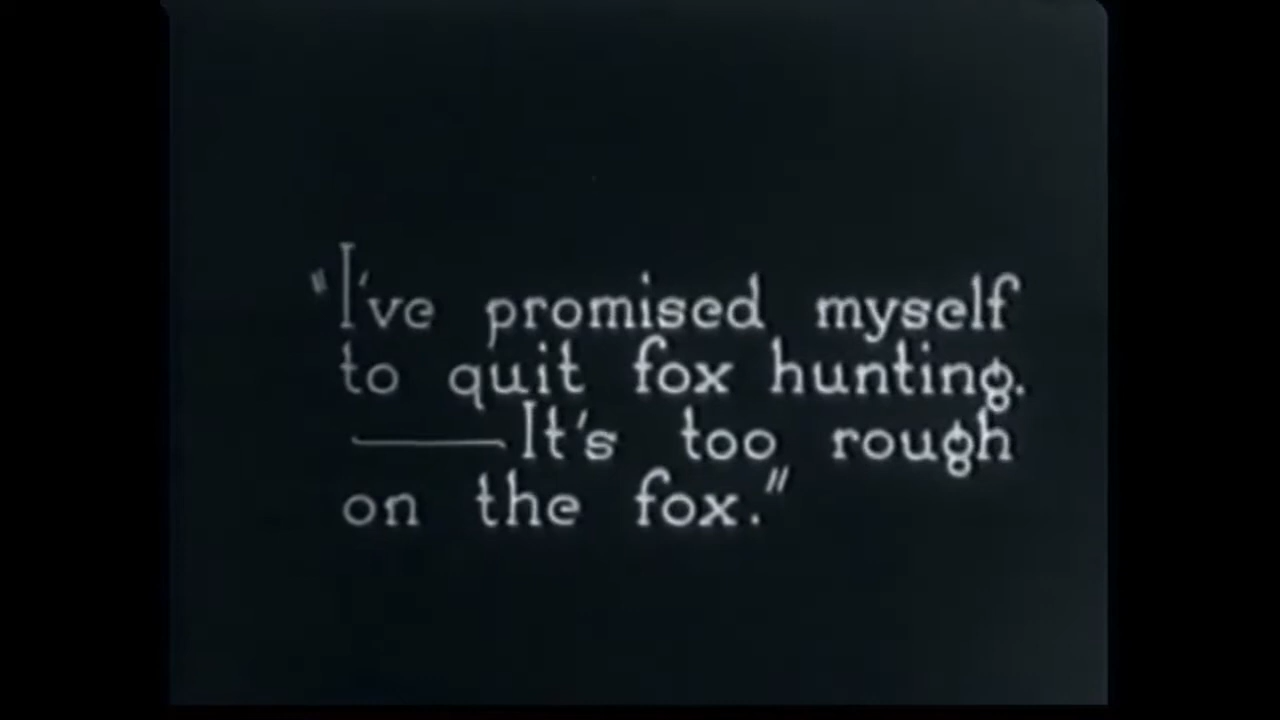 "I've promised myself
to quit fox hunting.
—It's too rough
on the fox."